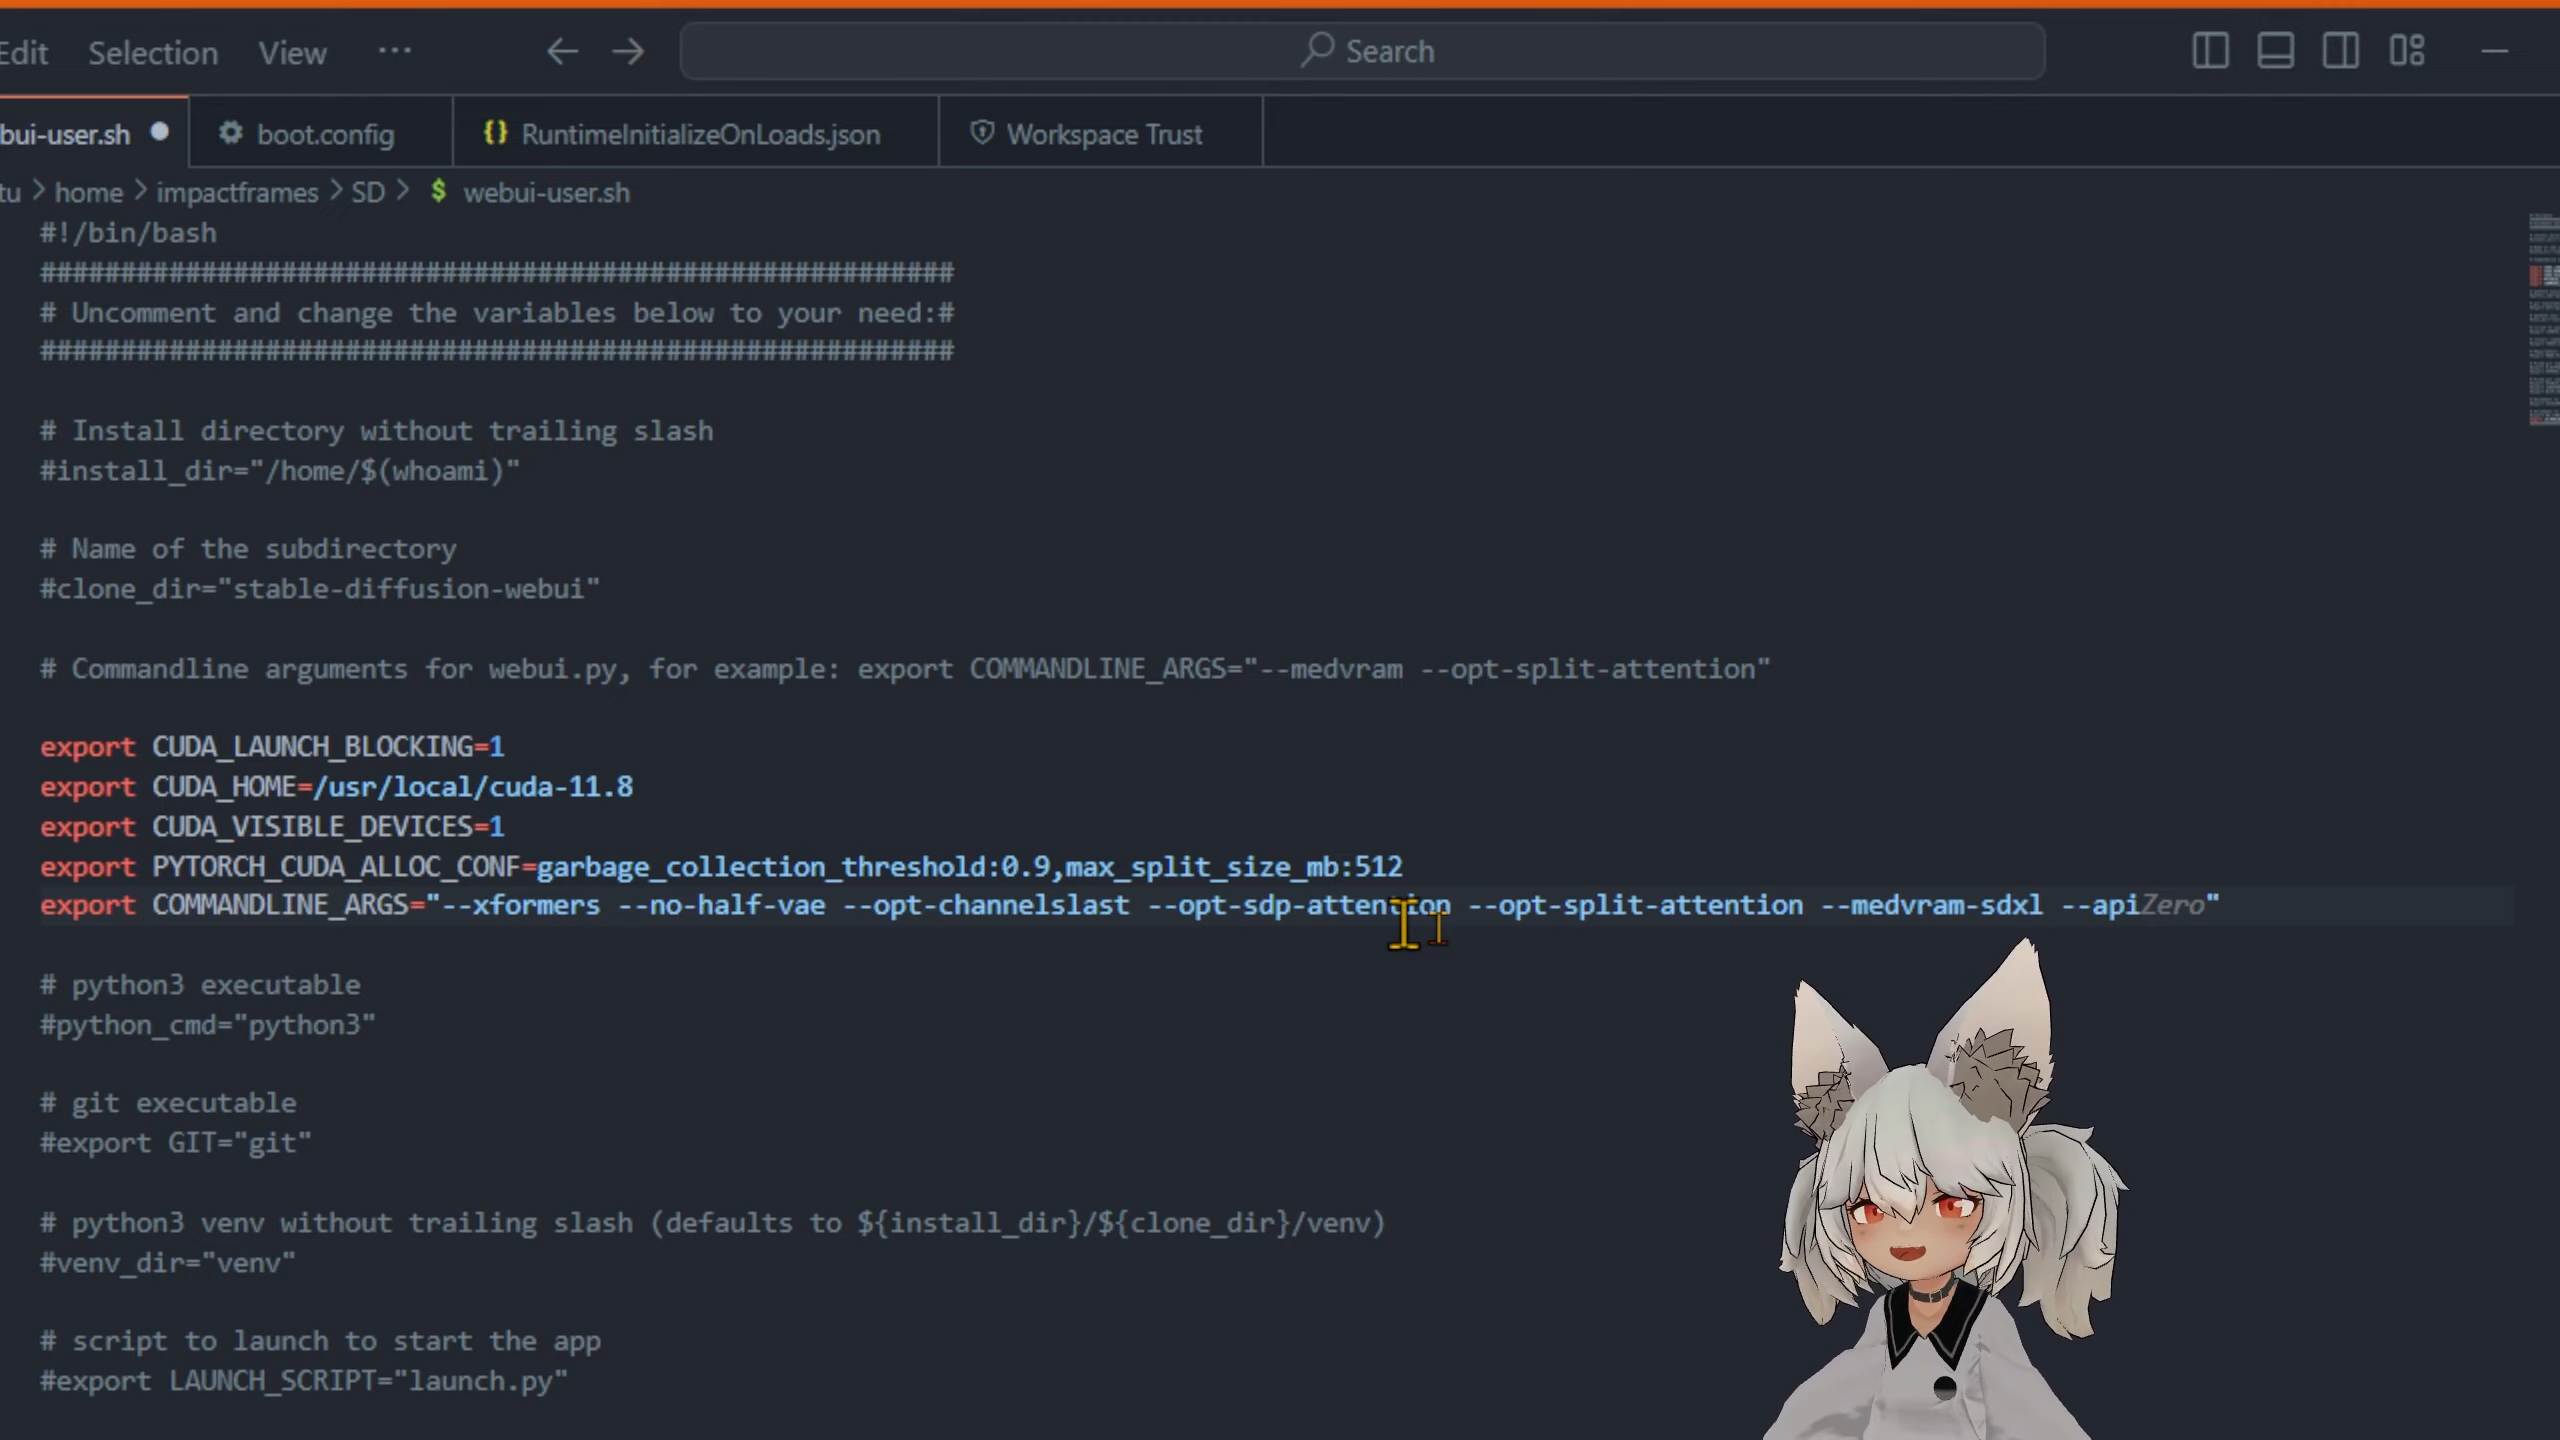 Edit Selection View ··· Search
bui-user.sh boot.config {} RuntimeInitializeOnLoads.json Workspace Trust
tu > home > impactframes > SD > $ webui-user.sh
#!/bin/bash
#########################################################
# Uncomment and change the variables below to your need:#
#########################################################
# Install directory without trailing slash
#install_dir="/home/$(whoami)"
# Name of the subdirectory
#clone_dir="stable-diffusion-webui"
# Commandline arguments for webui.py, for example: export COMMANDLINE_ARGS="--medvram --opt-split-attention"
export CUDA_LAUNCH_BLOCKING=1
export CUDA_HOME=/usr/local/cuda-11.8
export CUDA_VISIBLE_DEVICES=1
export PYTORCH_CUDA_ALLOC_CONF=garbage_collection_threshold:0.9,max_split_size_mb:512
export COMMANDLINE_ARGS="--xformers --no-half-vae --opt-channelslast --opt-sdp-attention --opt-split-attention --medvram-sdxl --apiZero"
# python3 executable
#python_cmd="python3"
# git executable
#export GIT="git"
# python3 venv without trailing slash (defaults to ${install_dir}/${clone_dir}/venv)
#venv_dir="venv"
# script to launch to start the app
#export LAUNCH_SCRIPT="launch.py"